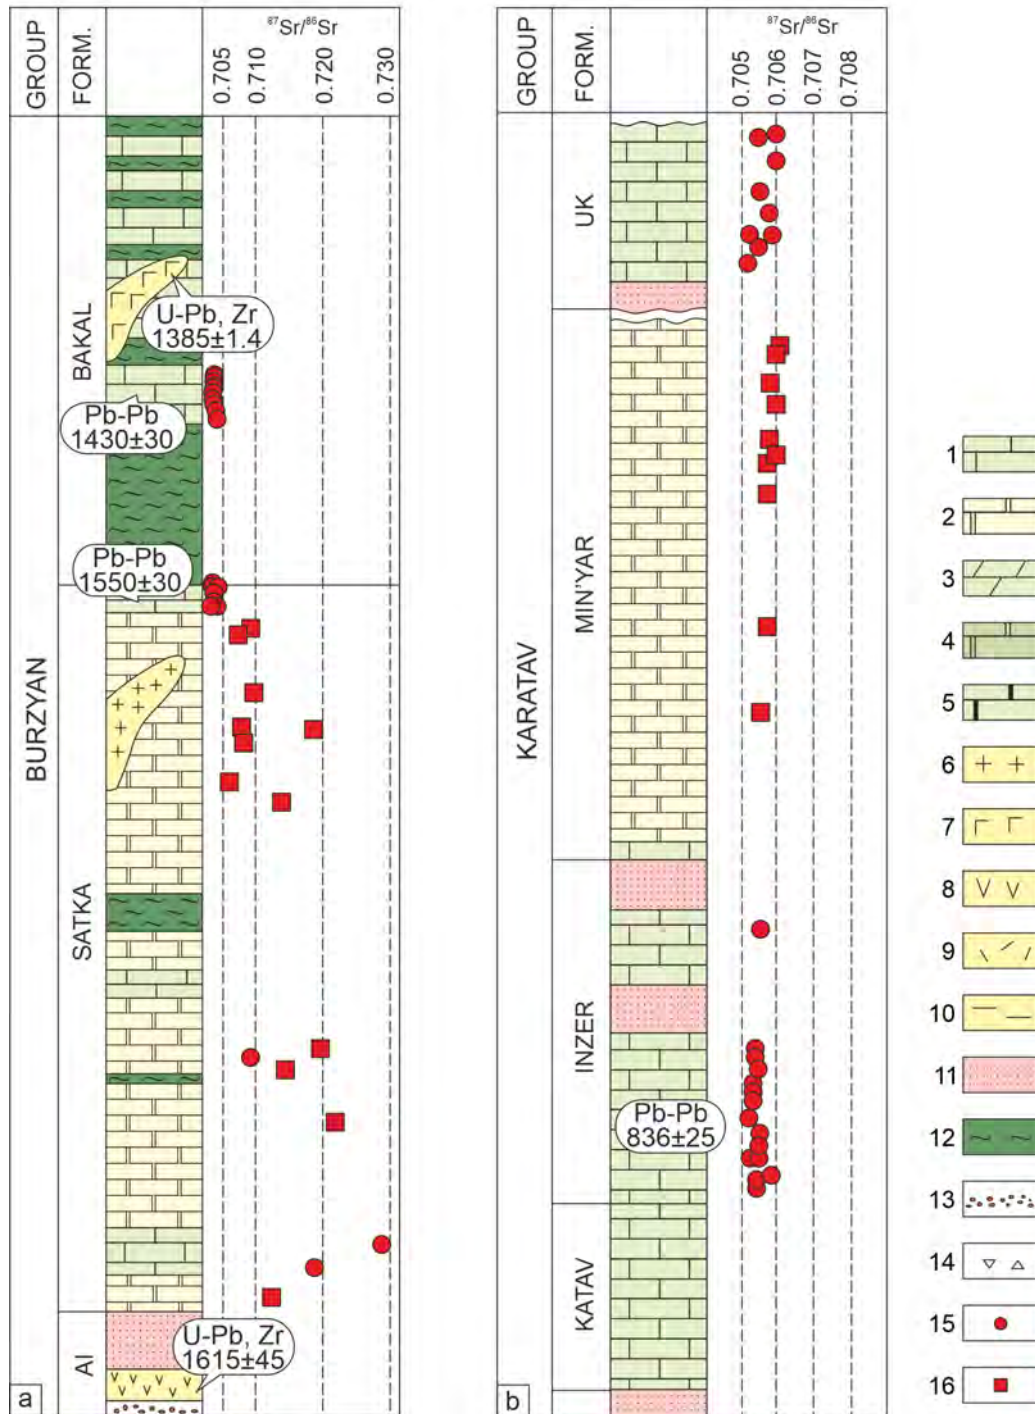 GROUP
FORM.
⁸⁷Sr/⁸⁶Sr
0.705
0.710
0.720
0.730
BURZYAN
BAKAL
U-Pb, Zr
1385±1.4
Pb-Pb
1430±30
Pb-Pb
1550±30
SATKA
AI
U-Pb, Zr
1615±45
a
GROUP
FORM.
⁸⁷Sr/⁸⁶Sr
0.705
0.706
0.707
0.708
KARATAV
UK
MIN'YAR
INZER
Pb-Pb
836±25
KATAV
b
1
2
3
4
5
6
7
8
9
10
11
12
13
14
15
16